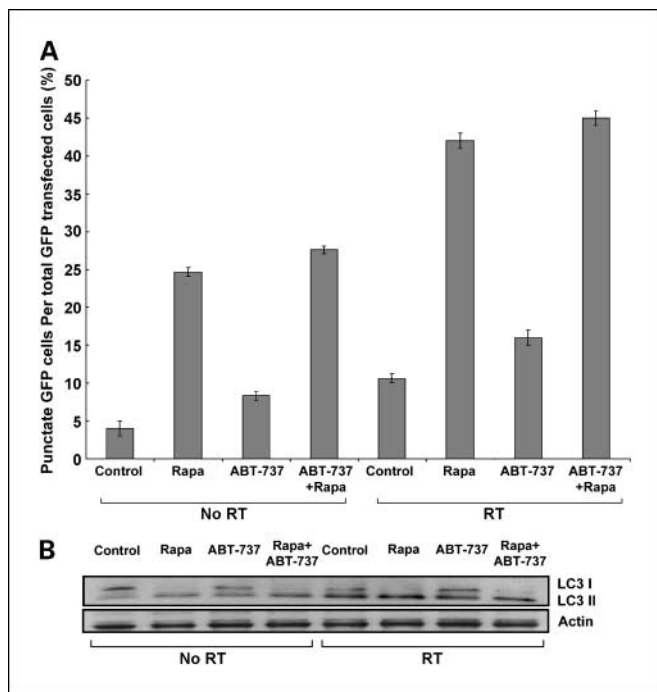 A
Punctate GFP cells Per total GFP transfected cells (%)
50
45
40
35
30
25
20
15
10
5
0
Control Rapa ABT-737 ABT-737 +Rapa Control Rapa ABT-737 ABT-737 +Rapa
No RT RT
B
Control Rapa ABT-737 Rapa+ ABT-737 Control Rapa ABT-737 Rapa+ ABT-737
LC3 I
LC3 II
Actin
No RT RT